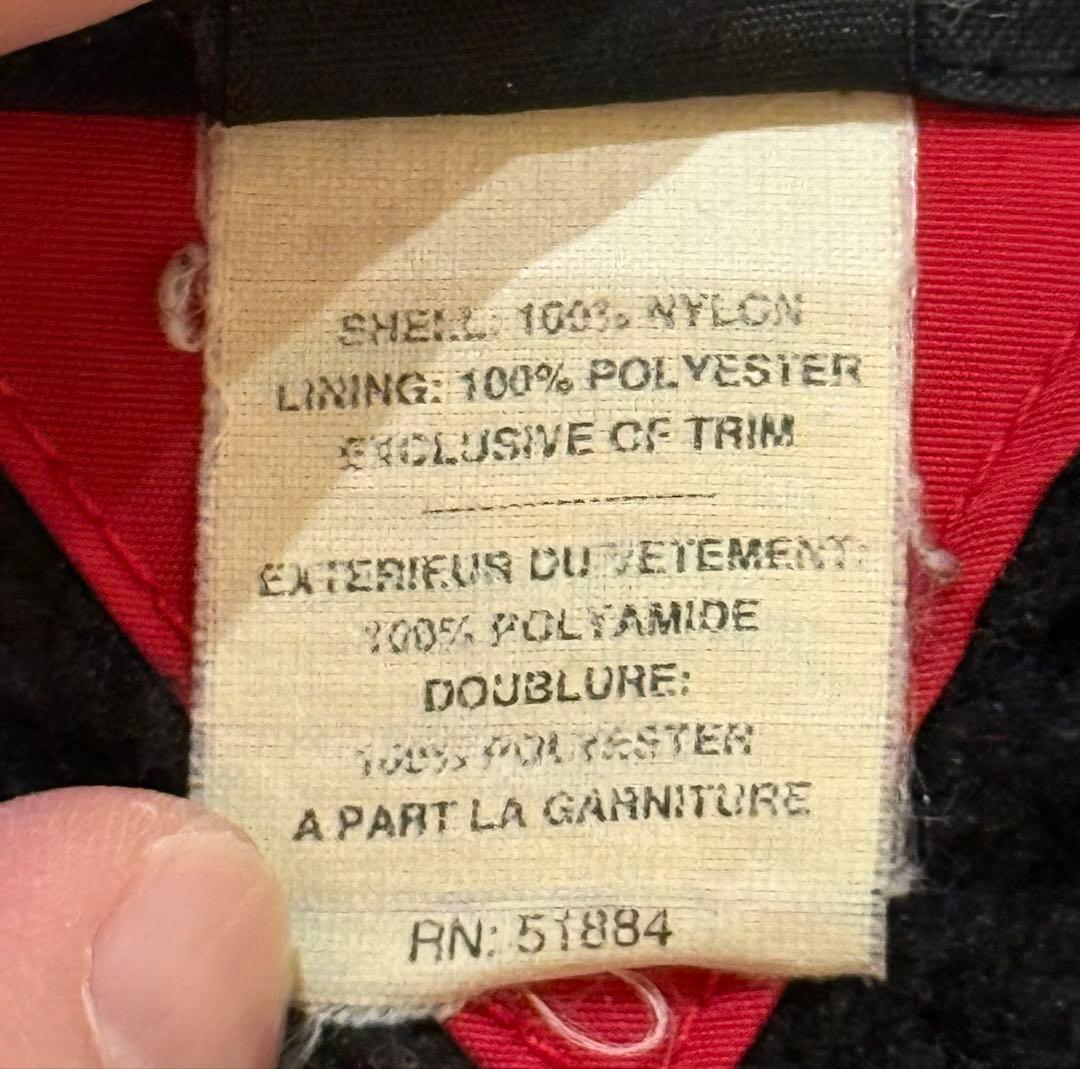 SHELL: 100% NYLON
LINING: 100% POLYESTER
EXCLUSIVE OF TRIM
EXTERIEUR DU VETEMENT:
100% POLYAMIDE
DOUBLURE:
100% POLYESTER
A PART LA GARNITURE
RN: 51884